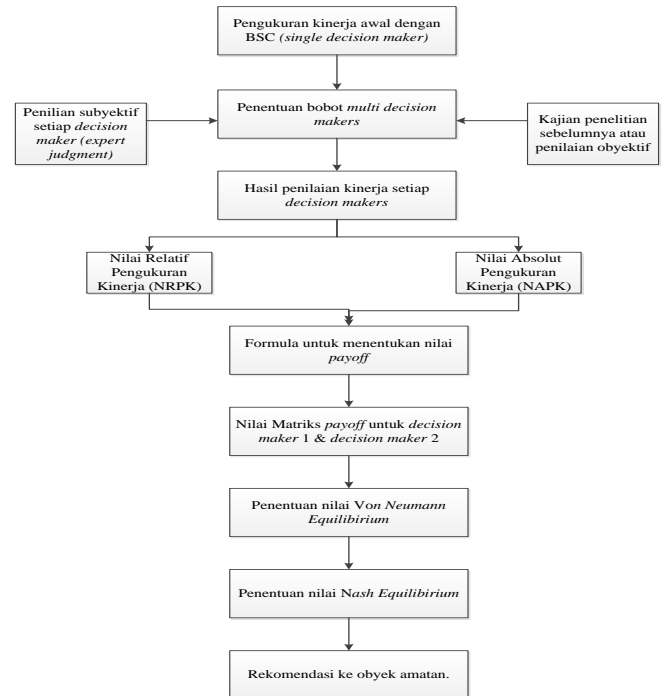 Pengukuran kinerja awal dengan
BSC (single decision maker)
Penilian subyektif
setiap decision
maker (expert
judgment)
Penentuan bobot multi decision
makers
Kajian penelitian
sebelumnya atau
penilaian obyektif
Hasil penilaian kinerja setiap
decision makers
Nilai Relatif
Pengukuran
Kinerja (NRPK)
Nilai Absolut
Pengukuran
Kinerja (NAPK)
Formula untuk menentukan nilai
payoff
Nilai Matriks payoff untuk decision
maker 1 & decision maker 2
Penentuan nilai Von Neumann
Equilibirium
Penentuan nilai Nash Equilibirium
Rekomendasi ke obyek amatan.